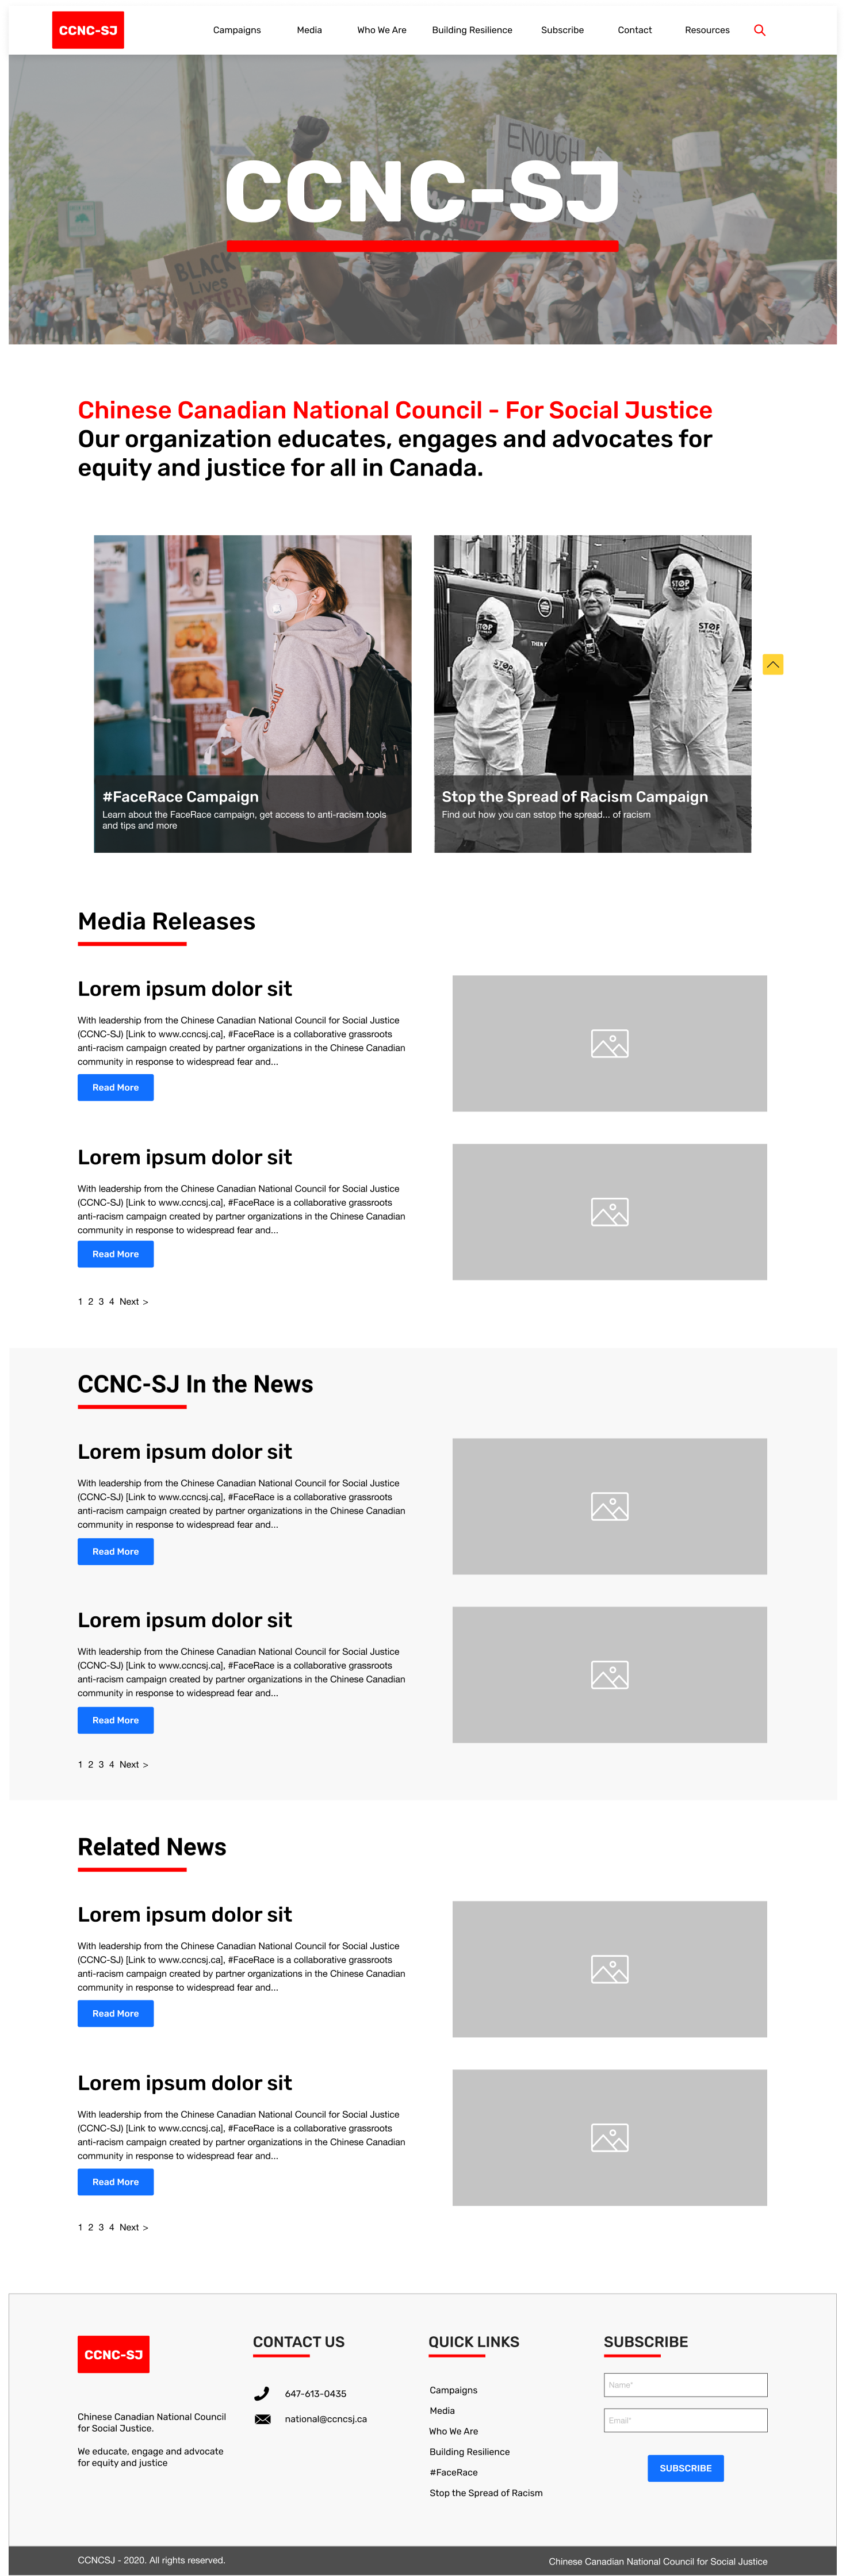 CCNC-SJ
Campaigns Media Who We Are Building Resilience Subscribe Contact Resources
ENOUGH
CCNC-SJ
BLACK
Lives
MATTER
Chinese Canadian National Council - For Social Justice
Our organization educates, engages and advocates for
equity and justice for all in Canada.
STOP
STOP
STOP
STOP
#FaceRace Campaign
Learn about the FaceRace campaign, get access to anti-racism tools
and tips and more
Stop the Spread of Racism Campaign
Find out how you can sstop the spread... of racism
Media Releases
Lorem ipsum dolor sit
With leadership from the Chinese Canadian National Council for Social Justice
(CCNC-SJ) [Link to www.ccncsj.ca], #FaceRace is a collaborative grassroots
anti-racism campaign created by partner organizations in the Chinese Canadian
community in response to widespread fear and...
Read More
Lorem ipsum dolor sit
With leadership from the Chinese Canadian National Council for Social Justice
(CCNC-SJ) [Link to www.ccncsj.ca], #FaceRace is a collaborative grassroots
anti-racism campaign created by partner organizations in the Chinese Canadian
community in response to widespread fear and...
Read More
1 2 3 4 Next >
CCNC-SJ In the News
Lorem ipsum dolor sit
With leadership from the Chinese Canadian National Council for Social Justice
(CCNC-SJ) [Link to www.ccncsj.ca], #FaceRace is a collaborative grassroots
anti-racism campaign created by partner organizations in the Chinese Canadian
community in response to widespread fear and...
Read More
Lorem ipsum dolor sit
With leadership from the Chinese Canadian National Council for Social Justice
(CCNC-SJ) [Link to www.ccncsj.ca], #FaceRace is a collaborative grassroots
anti-racism campaign created by partner organizations in the Chinese Canadian
community in response to widespread fear and...
Read More
1 2 3 4 Next >
Related News
Lorem ipsum dolor sit
With leadership from the Chinese Canadian National Council for Social Justice
(CCNC-SJ) [Link to www.ccncsj.ca], #FaceRace is a collaborative grassroots
anti-racism campaign created by partner organizations in the Chinese Canadian
community in response to widespread fear and...
Read More
Lorem ipsum dolor sit
With leadership from the Chinese Canadian National Council for Social Justice
(CCNC-SJ) [Link to www.ccncsj.ca], #FaceRace is a collaborative grassroots
anti-racism campaign created by partner organizations in the Chinese Canadian
community in response to widespread fear and...
Read More
1 2 3 4 Next >
CCNC-SJ
Chinese Canadian National Council
for Social Justice.
We educate, engage and advocate
for equity and justice
CONTACT US
647-613-0435
national@ccncsj.ca
QUICK LINKS
Campaigns
Media
Who We Are
Building Resilience
#FaceRace
Stop the Spread of Racism
SUBSCRIBE
Name*
Email*
SUBSCRIBE
CCNCSJ - 2020. All rights reserved.
Chinese Canadian National Council for Social Justice